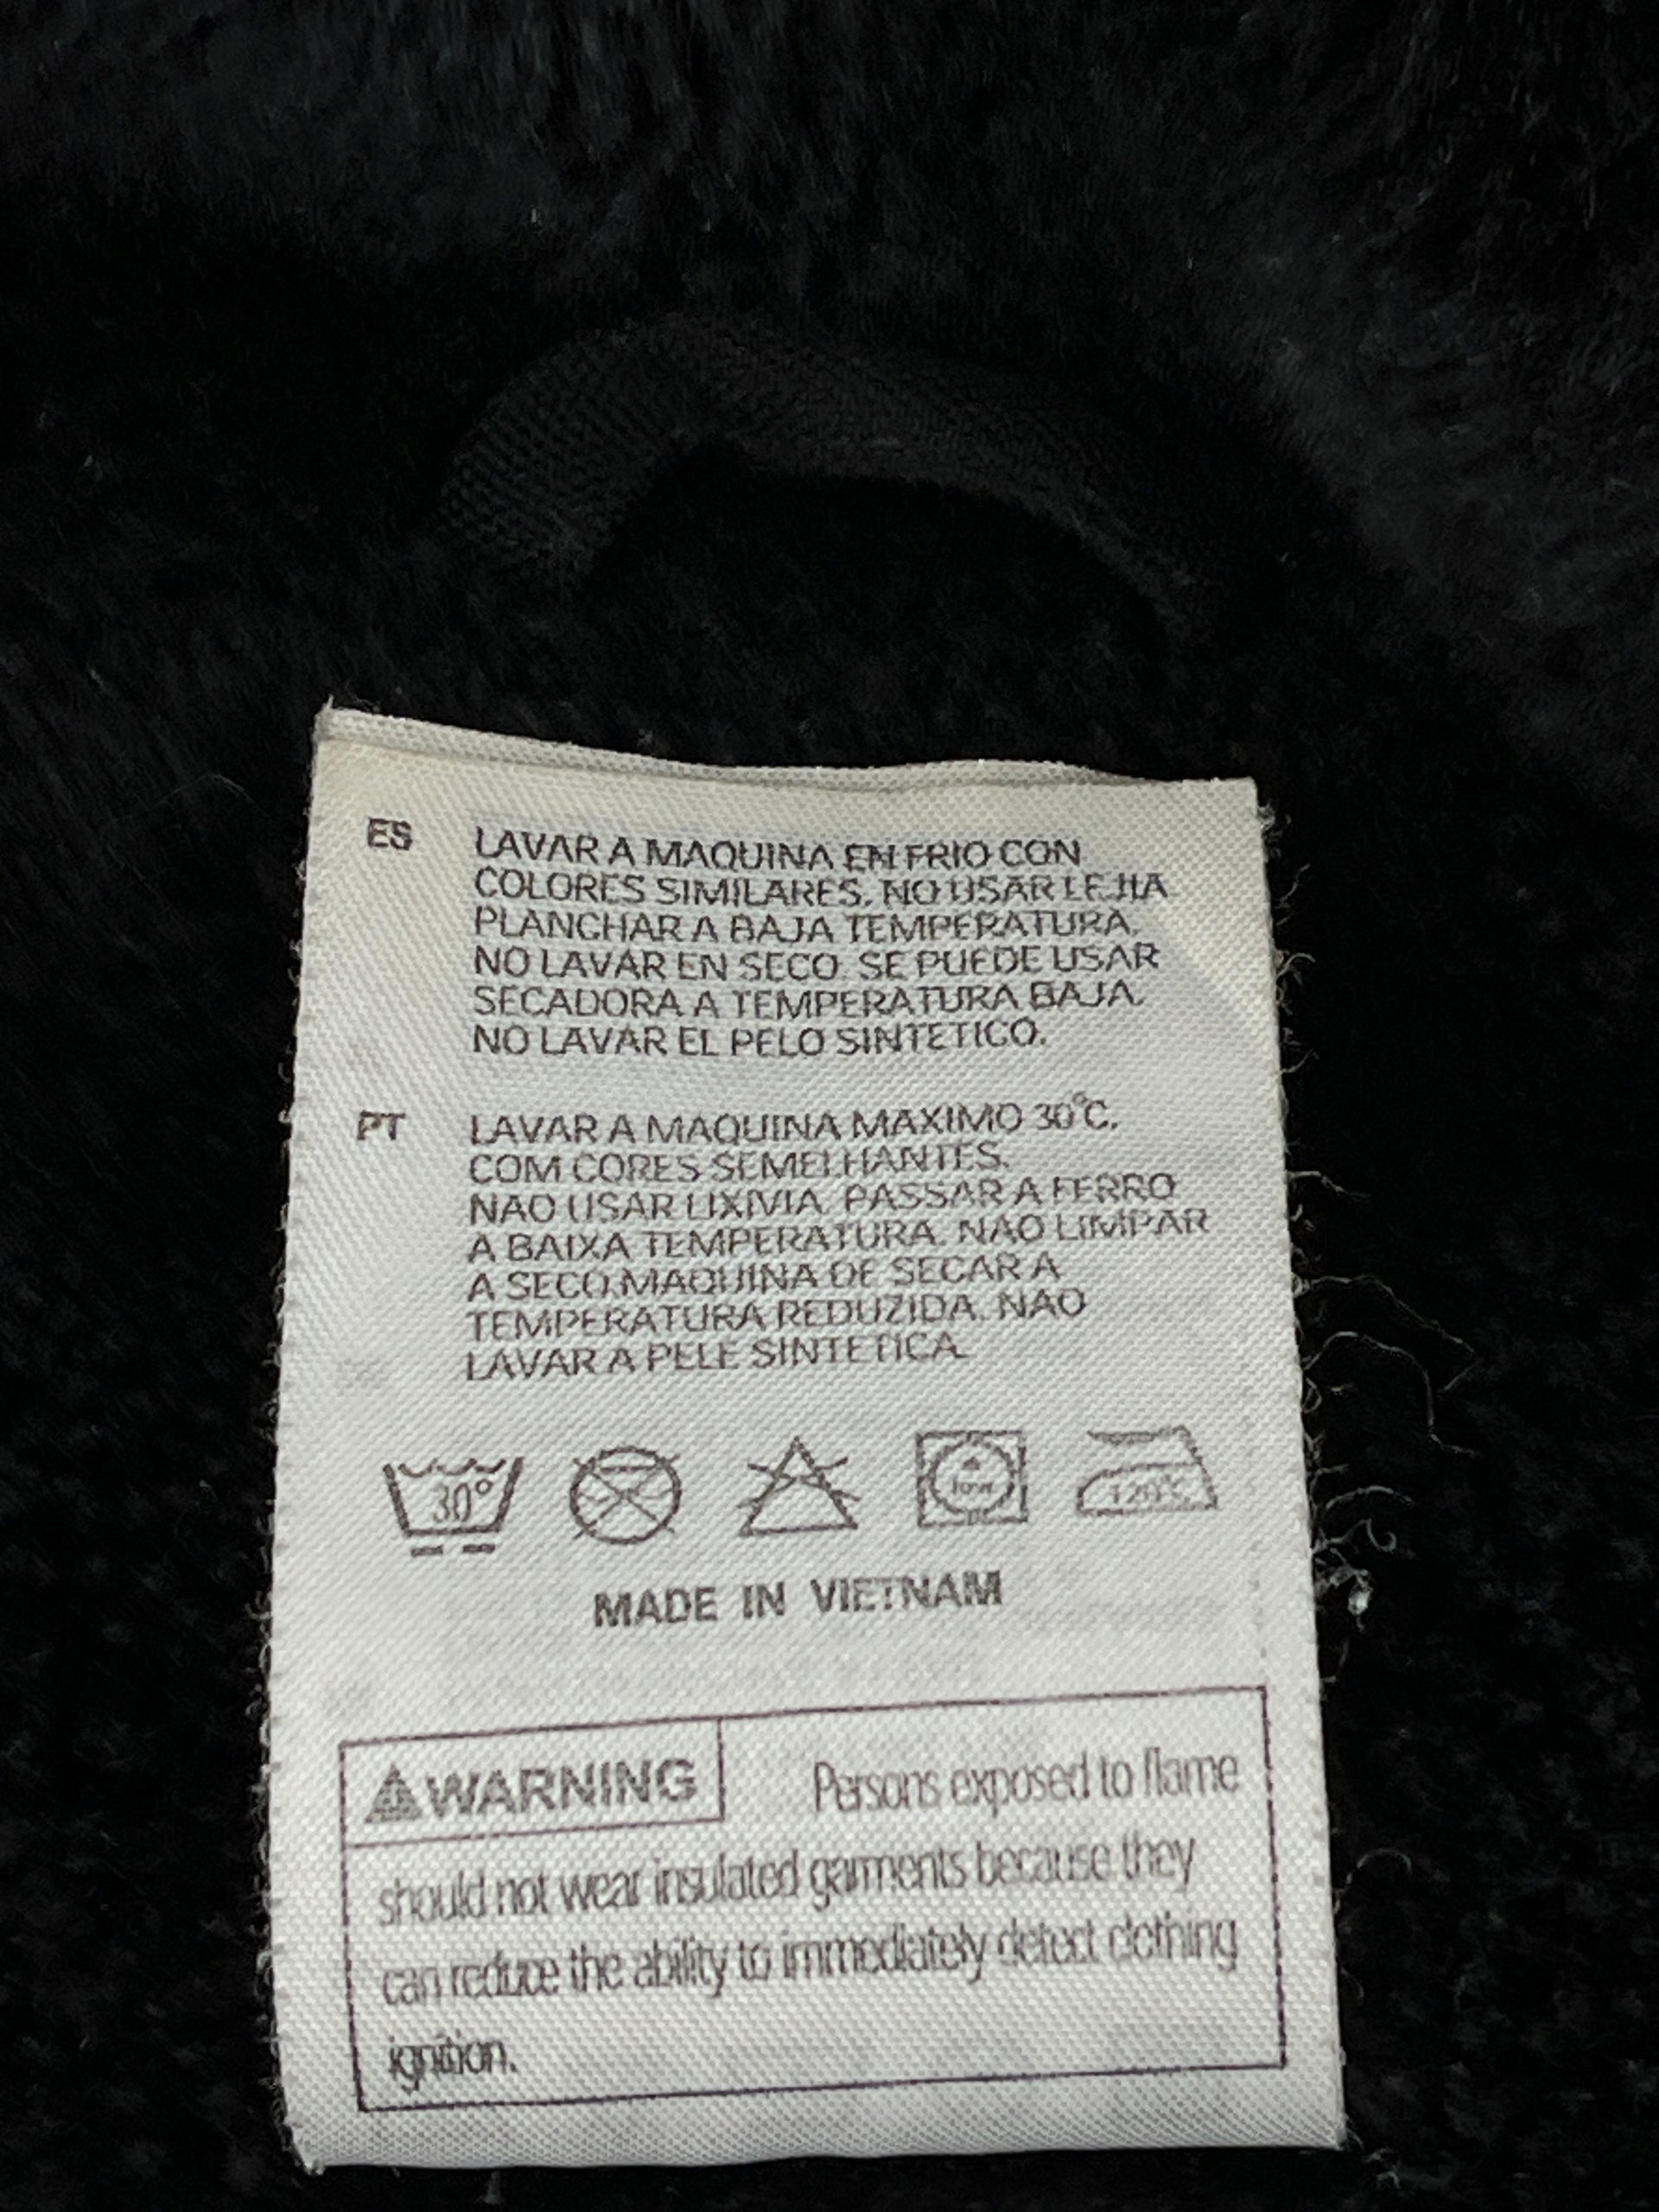 ES LAVAR A MAQUINA EN FRIO CON
COLORES SIMILARES. NO USAR LEJIA
PLANCHAR A BAJA TEMPERATURA.
NO LAVAR EN SECO. SE PUEDE USAR
SECADORA A TEMPERATURA BAJA.
NO LAVAR EL PELO SINTETICO.
PT LAVAR A MAQUINA MAXIMO 30°C.
COM CORES SEMELHANTES.
NAO USAR LIXIVIA. PASSAR A FERRO
A BAIXA TEMPERATURA. NAO LIMPAR
A SECO.MAQUINA DE SECAR A
TEMPERATURA REDUZIDA. NAO
LAVAR A PELE SINTETICA.
30° low 120°C
MADE IN VIETNAM
WARNING Persons exposed to flame
should not wear insulated garments because they
can reduce the ability to immediately detect clothing
ignition.